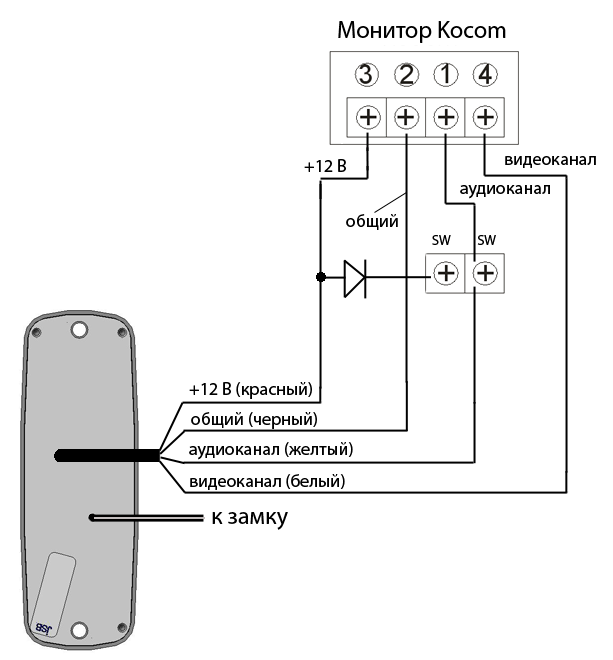 Монитор Kocom
3 2 1 4
+12 В
видеоканал
аудиоканал
общий
SW SW
+12 В (красный)
общий (черный)
аудиоканал (желтый)
видеоканал (белый)
к замку
JSB